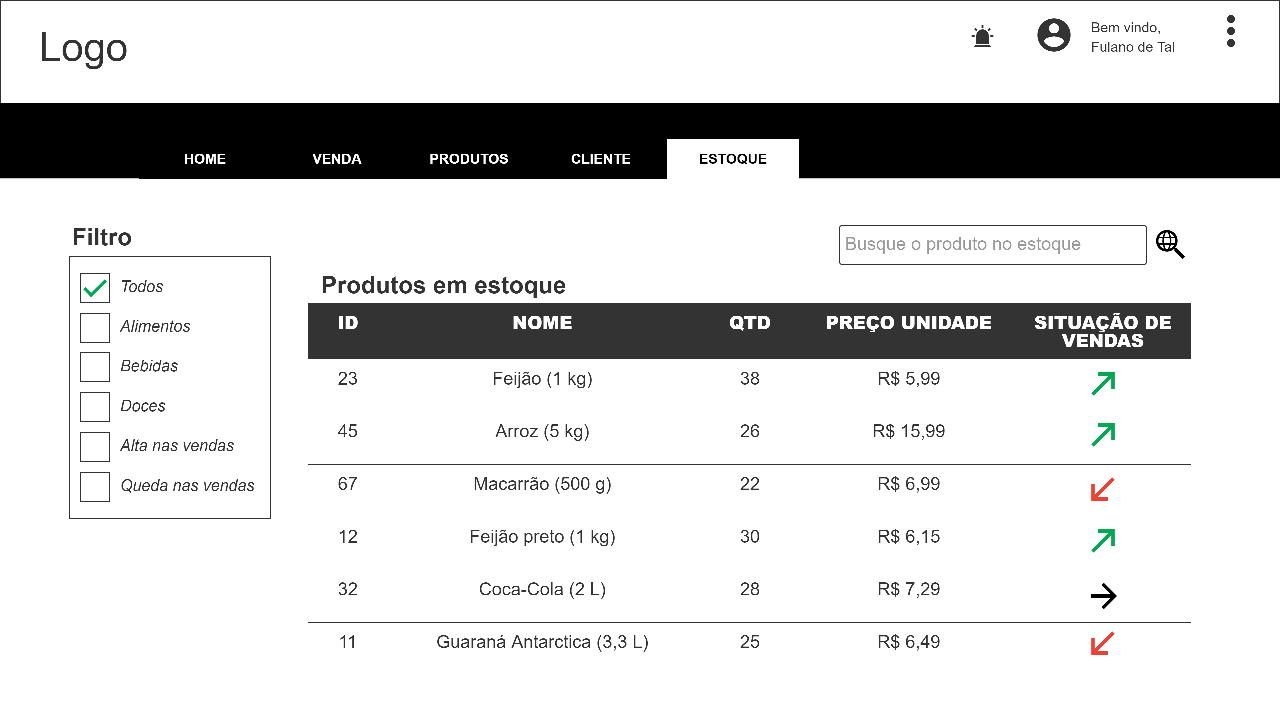 Logo
Bem vindo,
Fulano de Tal
HOME VENDA PRODUTOS CLIENTE ESTOQUE
Filtro
Todos
Alimentos
Bebidas
Doces
Alta nas vendas
Queda nas vendas
Busque o produto no estoque
Produtos em estoque
ID NOME QTD PREÇO UNIDADE SITUAÇÃO DE
VENDAS
23 Feijão (1 kg) 38 R$ 5,99
45 Arroz (5 kg) 26 R$ 15,99
67 Macarrão (500 g) 22 R$ 6,99
12 Feijão preto (1 kg) 30 R$ 6,15
32 Coca-Cola (2 L) 28 R$ 7,29
11 Guaraná Antarctica (3,3 L) 25 R$ 6,49